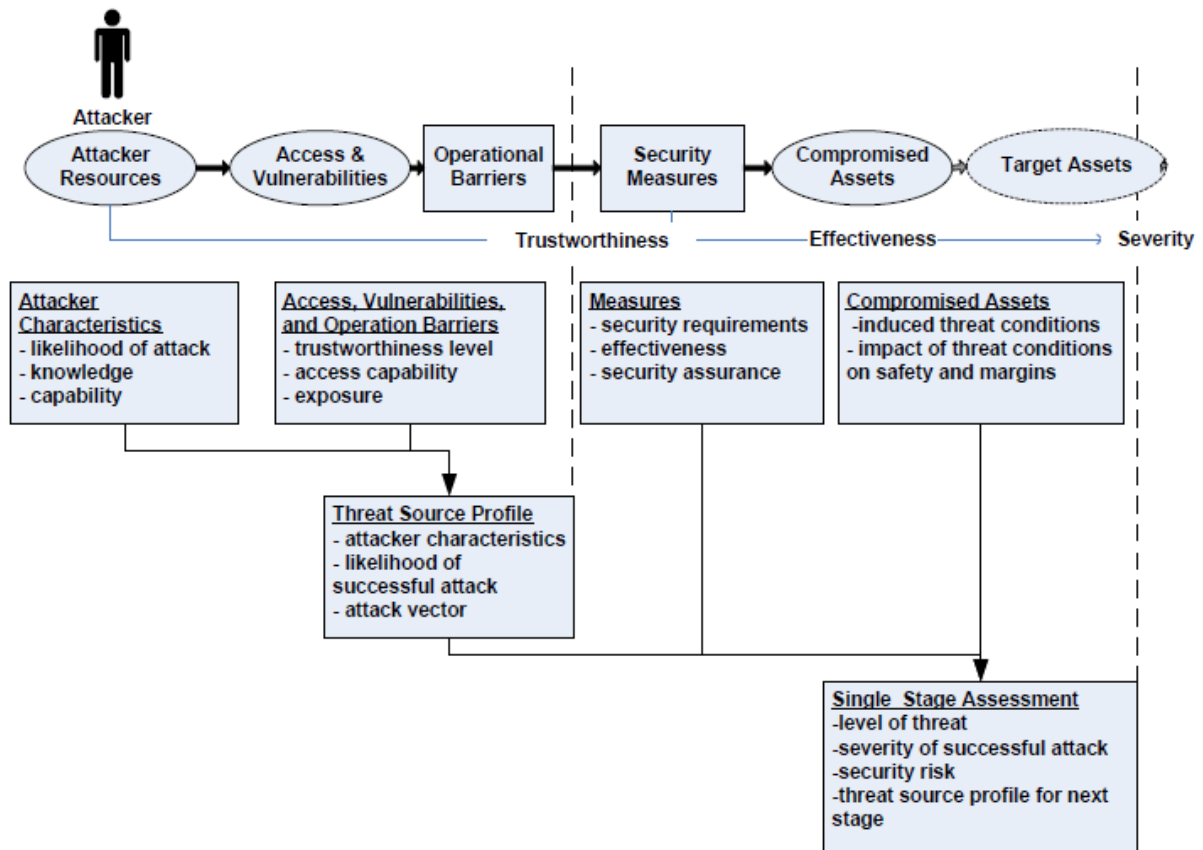 Attacker
Attacker
Resources
Access &
Vulnerabilities
Operational
Barriers
Security
Measures
Compromised
Assets
Target Assets
Trustworthiness
Effectiveness
Severity
Attacker
Characteristics
- likelihood of attack
- knowledge
- capability
Access, Vulnerabilities,
and Operation Barriers
- trustworthiness level
- access capability
- exposure
Measures
- security requirements
- effectiveness
- security assurance
Compromised Assets
-induced threat conditions
- impact of threat conditions
on safety and margins
Threat Source Profile
- attacker characteristics
- likelihood of
successful attack
- attack vector
Single Stage Assessment
-level of threat
-severity of successful attack
-security risk
-threat source profile for next
stage